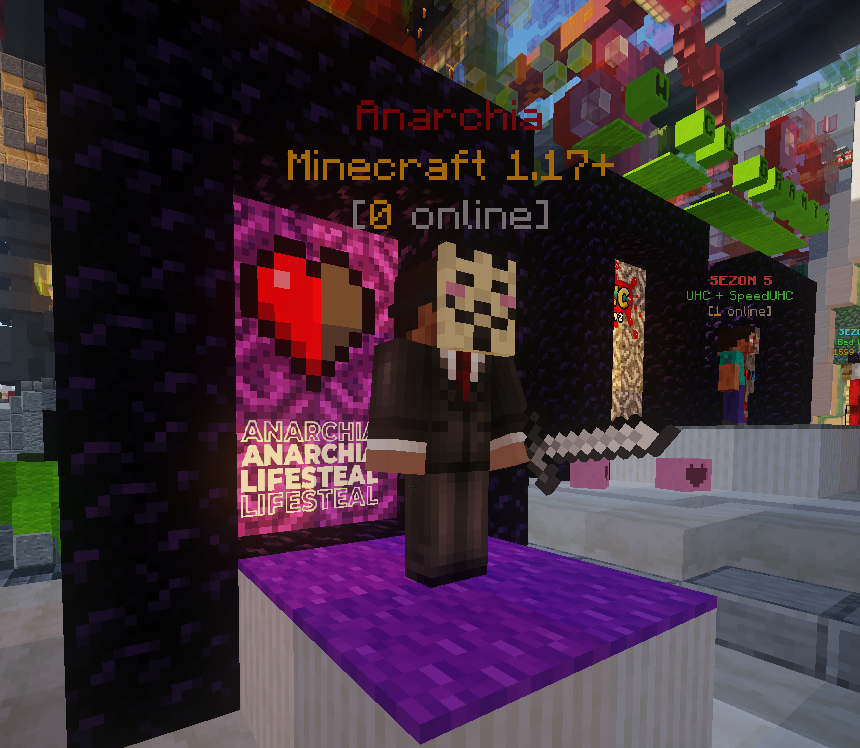 Anarchia
Minecraft 1.17+
[0 online]
ANARCHIA
ANARCHIA
LIFESTEAL
LIFESTEAL
SEZON 5
UHC + SpeedUHC
[1 online]